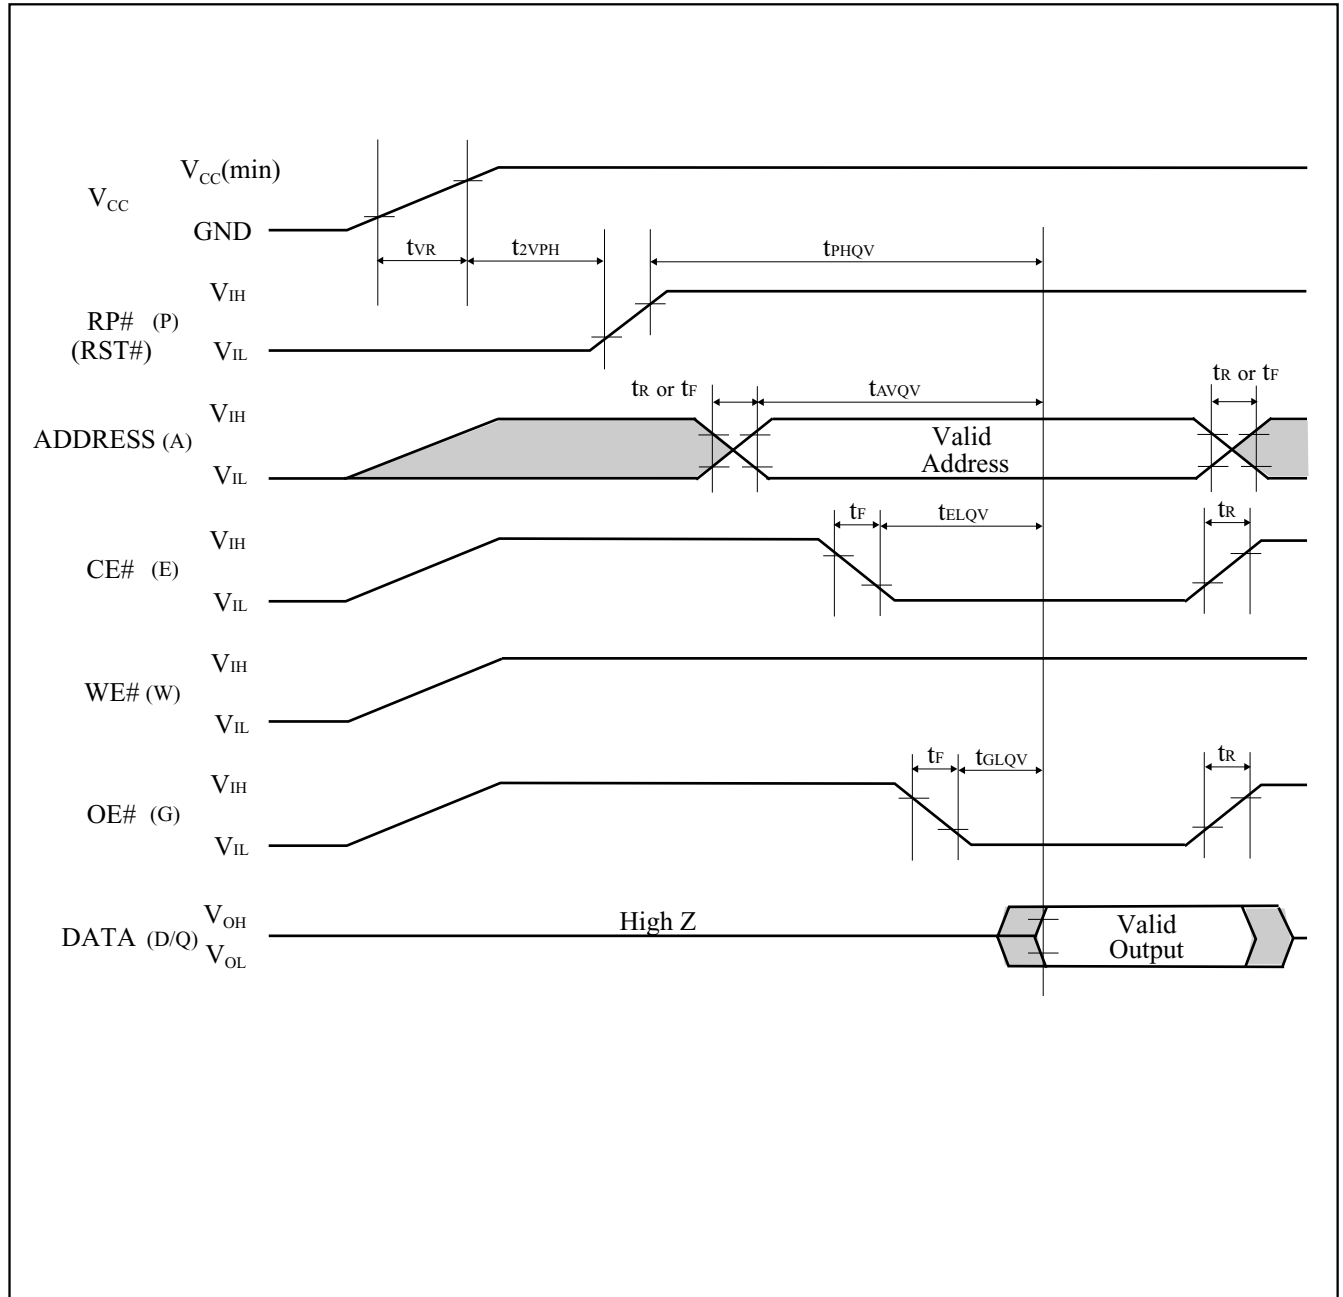 VCC(min)
VCC
GND
tVR
t2VPH
tPHQV
VIH
RP# (P)
(RST#)
VIL
tR or tF
tAVQV
tR or tF
VIH
ADDRESS (A)
Valid
Address
VIL
tF
tELQV
tR
VIH
CE# (E)
VIL
VIH
WE# (W)
VIL
tF
tGLQV
tR
VIH
OE# (G)
VIL
VOH
High Z
Valid
DATA (D/Q)
Output
VOL